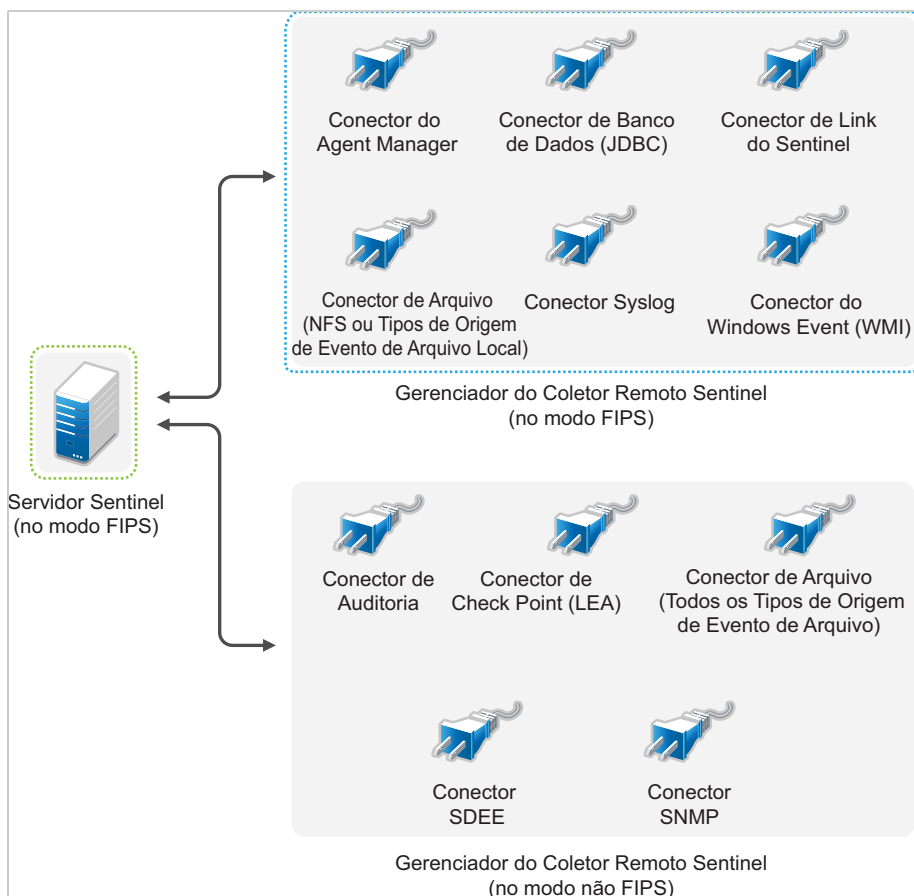 Conector do
Agent Manager
Conector de Banco
de Dados (JDBC)
Conector de Link
do Sentinel
Conector de Arquivo
(NFS ou Tipos de Origem
de Evento de Arquivo Local)
Conector Syslog
Conector do
Windows Event (WMI)
Gerenciador do Coletor Remoto Sentinel
(no modo FIPS)
Servidor Sentinel
(no modo FIPS)
Conector de
Auditoria
Conector de
Check Point (LEA)
Conector de Arquivo
(Todos os Tipos de Origem
de Evento de Arquivo)
Conector
SDEE
Conector
SNMP
Gerenciador do Coletor Remoto Sentinel
(no modo não FIPS)